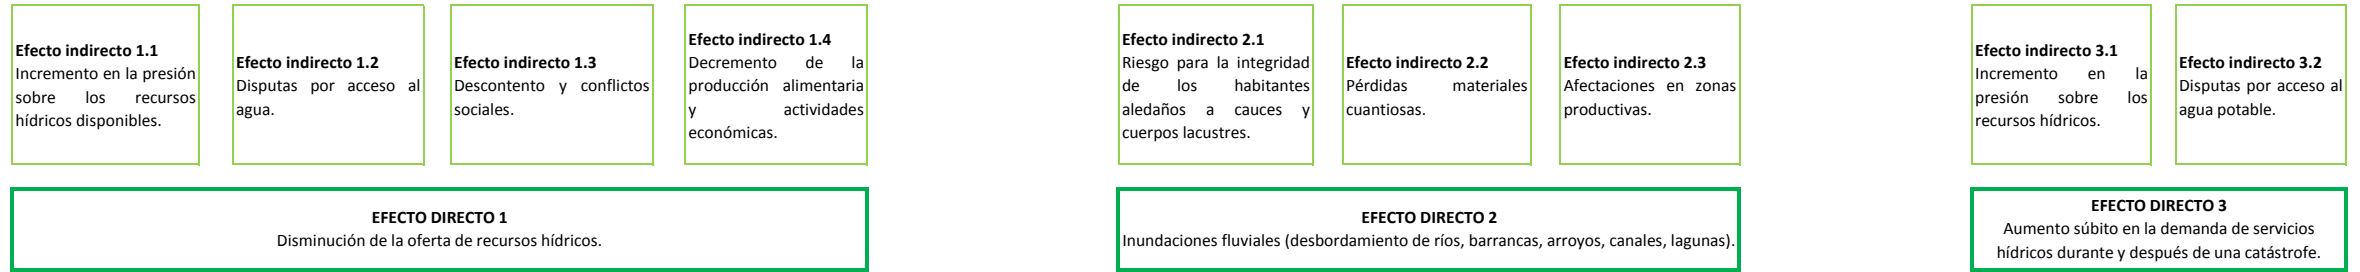 Efecto indirecto 1.1
Incremento en la presión
sobre los recursos
hídricos disponibles.
Efecto indirecto 1.2
Disputas por acceso al
agua.
Efecto indirecto 1.3
Descontento y conflictos
sociales.
Efecto indirecto 1.4
Decremento de la
producción alimentaria
y actividades
económicas.
Efecto indirecto 2.1
Riesgo para la integridad
de los habitantes
aledaños a cauces y
cuerpos lacustres.
Efecto indirecto 2.2
Pérdidas materiales
cuantiosas.
Efecto indirecto 2.3
Afectaciones en zonas
productivas.
Efecto indirecto 3.1
Incremento en la
presión sobre los
recursos hídricos.
Efecto indirecto 3.2
Disputas por acceso al
agua potable.
EFECTO DIRECTO 1
Disminución de la oferta de recursos hídricos.
EFECTO DIRECTO 2
Inundaciones fluviales (desbordamiento de ríos, barrancas, arroyos, canales, lagunas).
EFECTO DIRECTO 3
Aumento súbito en la demanda de servicios
hídricos durante y después de una catástrofe.